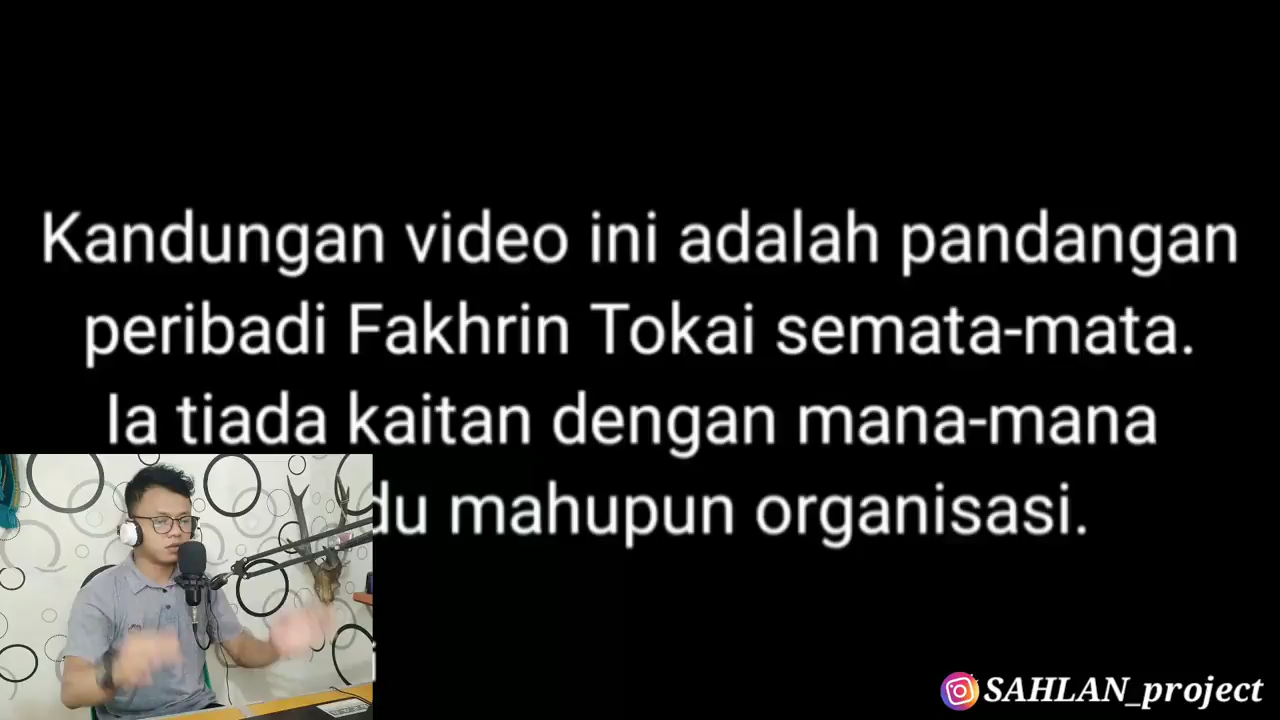 Kandungan video ini adalah pandangan
peribadi Fakhrin Tokai semata-mata.
Ia tiada kaitan dengan mana-mana
mahupun organisasi.
SAHLAN_project